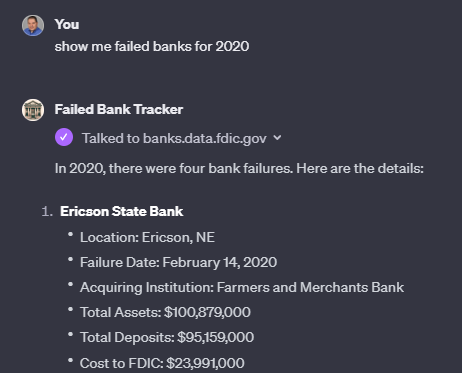 You
show me failed banks for 2020
Failed Bank Tracker
Talked to banks.data.fdic.gov
In 2020, there were four bank failures. Here are the details:
1. Ericson State Bank
• Location: Ericson, NE
• Failure Date: February 14, 2020
• Acquiring Institution: Farmers and Merchants Bank
• Total Assets: $100,879,000
• Total Deposits: $95,159,000
• Cost to FDIC: $23,991,000